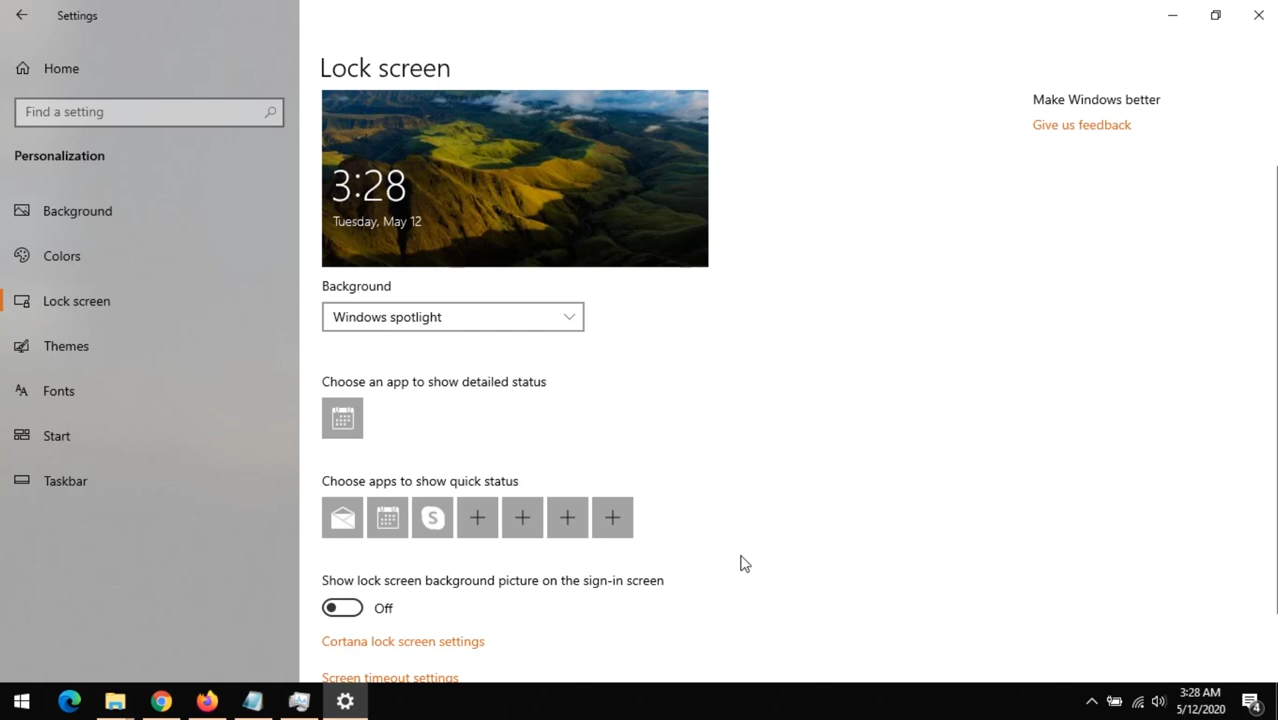 Settings
Home
Find a setting
Personalization
Background
Colors
Lock screen
Themes
Fonts
Start
Taskbar
Lock screen
3:28
Tuesday, May 12
Background
Windows spotlight
Choose an app to show detailed status
Choose apps to show quick status
Show lock screen background picture on the sign-in screen
Off
Cortana lock screen settings
Screen timeout settings
Make Windows better
Give us feedback
3:28 AM
5/12/2020
4